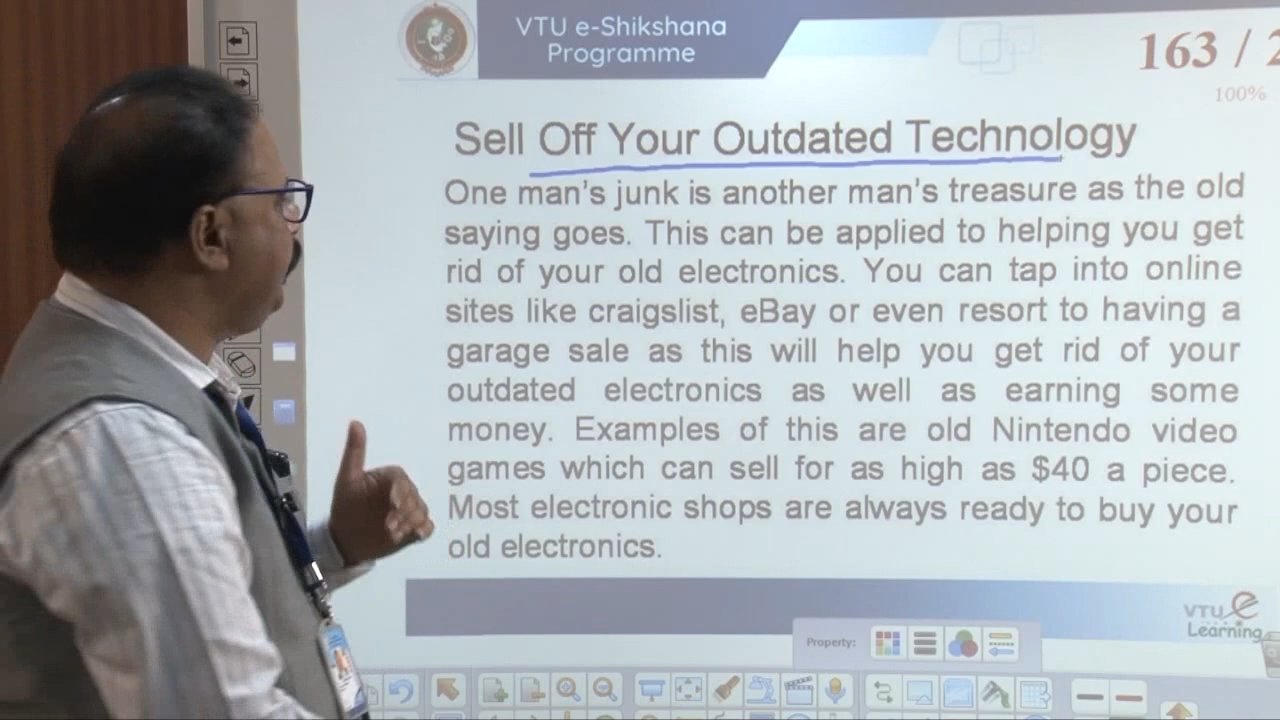 VTU e-Shikshana
Programme
163 / 2
100%
Sell Off Your Outdated Technology
One man's junk is another man's treasure as the old
saying goes. This can be applied to helping you get
rid of your old electronics. You can tap into online
sites like craigslist, eBay or even resort to having a
garage sale as this will help you get rid of your
outdated electronics as well as earning some
money. Examples of this are old Nintendo video
games which can sell for as high as $40 a piece.
Most electronic shops are always ready to buy your
old electronics.
VTU e
Learning
Property: